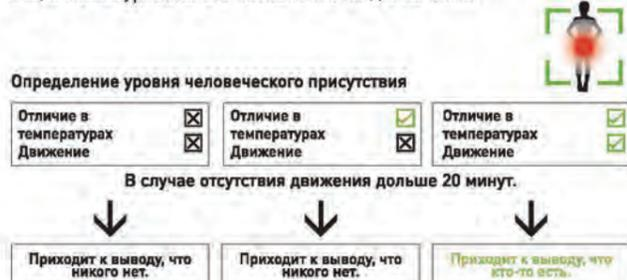 Определение уровня человеческого присутствия
Отличие в
температурах
Движение
Отличие в
температурах
Движение
Отличие в
температурах
Движение
В случае отсутствия движения дольше 20 минут.
Приходит к выводу, что
никого нет.
Приходит к выводу, что
никого нет.
Приходит к выводу, что
кто-то есть.